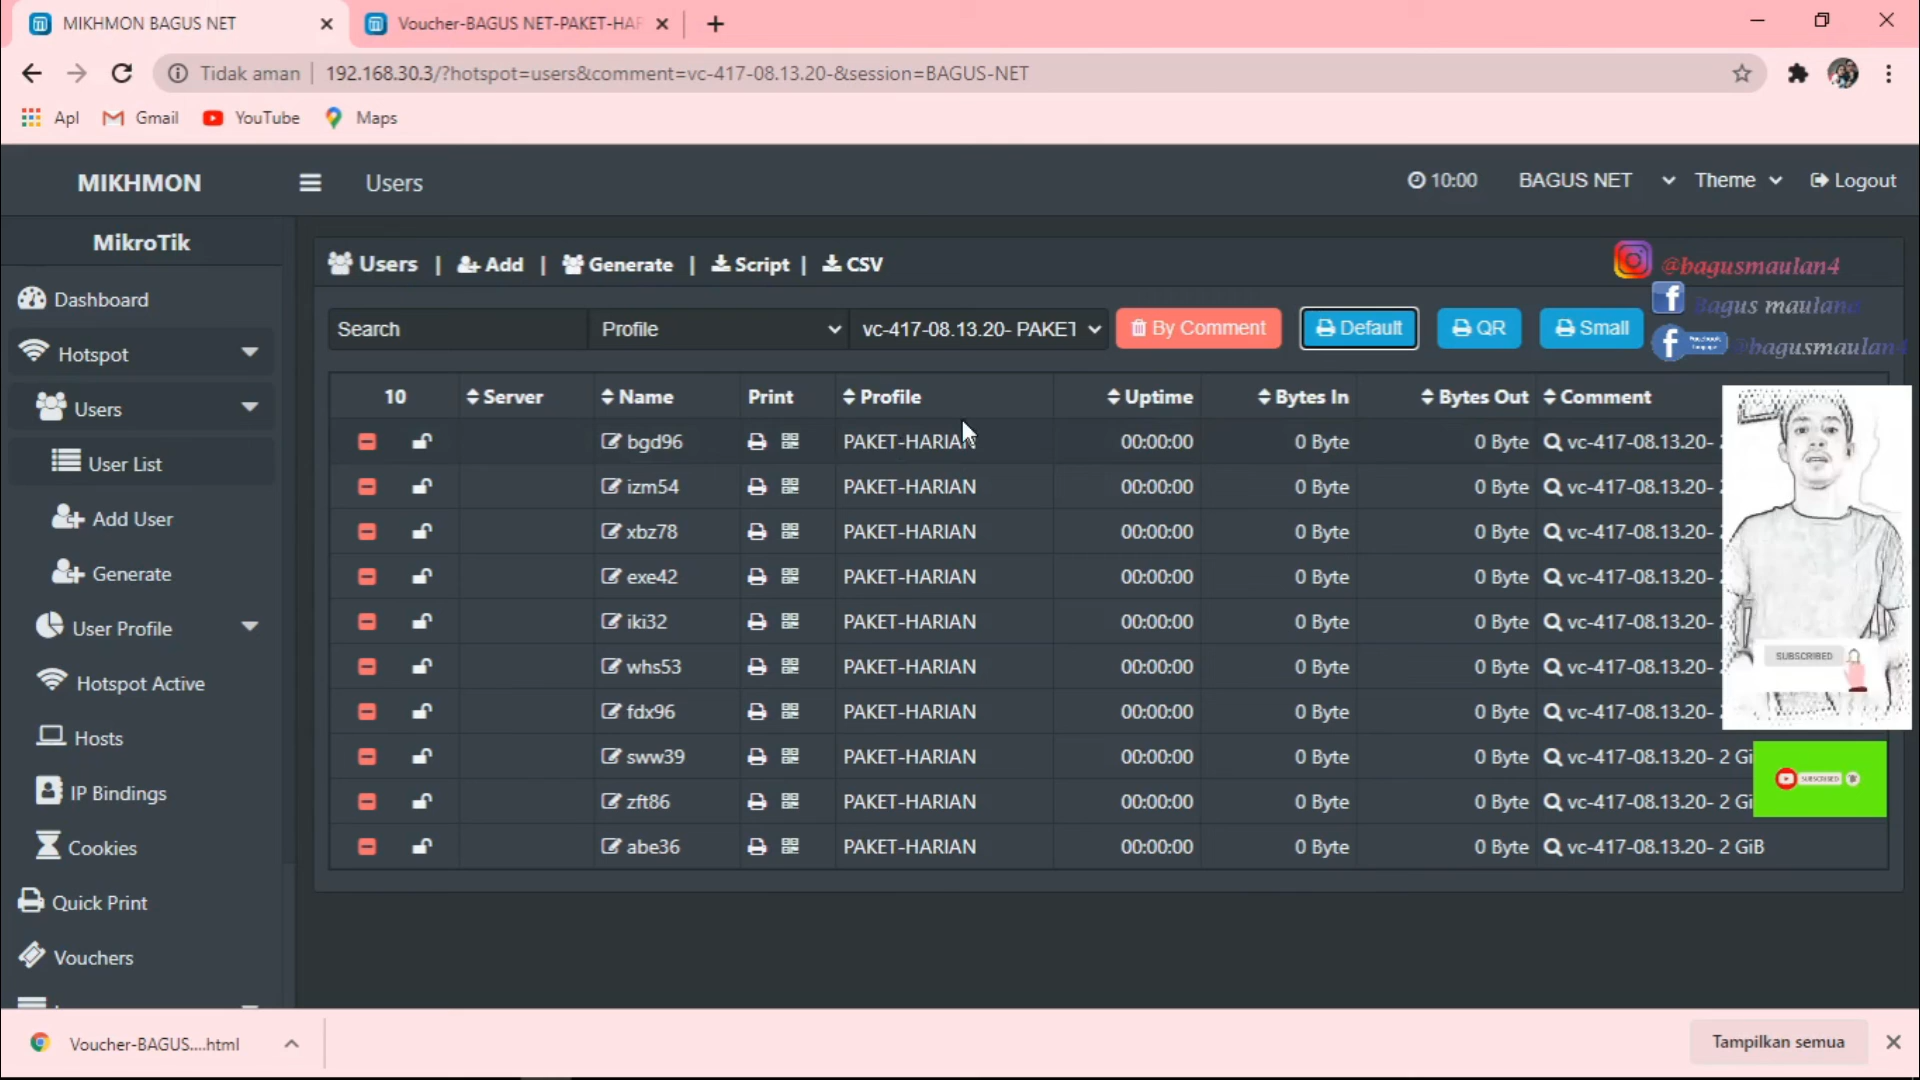 MIKHMON BAGUS NET
Voucher-BAGUS NET-PAKET-HAR
Tidak aman 192.168.30.3/?hotspot=users&comment=vc-417-08.13.20-&session=BAGUS-NET
Apl Gmail YouTube Maps
MIKHMON Users 10:00 BAGUS NET Theme Logout
MikroTik
Dashboard
Hotspot
Users
User List
Add User
Generate
User Profile
Hotspot Active
Hosts
IP Bindings
Cookies
Quick Print
Vouchers
Users | Add | Generate | Script | CSV
@bagusmaulan4
Bagus maulana
@bagusmaulan4
Search Profile vc-417-08.13.20- PAKET By Comment Default QR Small
10 Server Name Print Profile Uptime Bytes In Bytes Out Comment
bgd96 PAKET-HARIAN 00:00:00 0 Byte 0 Byte vc-417-08.13.20-
izm54 PAKET-HARIAN 00:00:00 0 Byte 0 Byte vc-417-08.13.20-
xbz78 PAKET-HARIAN 00:00:00 0 Byte 0 Byte vc-417-08.13.20-
exe42 PAKET-HARIAN 00:00:00 0 Byte 0 Byte vc-417-08.13.20-
iki32 PAKET-HARIAN 00:00:00 0 Byte 0 Byte vc-417-08.13.20-
whs53 PAKET-HARIAN 00:00:00 0 Byte 0 Byte vc-417-08.13.20-
fdx96 PAKET-HARIAN 00:00:00 0 Byte 0 Byte vc-417-08.13.20-
sww39 PAKET-HARIAN 00:00:00 0 Byte 0 Byte vc-417-08.13.20- 2 Gi
zft86 PAKET-HARIAN 00:00:00 0 Byte 0 Byte vc-417-08.13.20- 2 Gi
abe36 PAKET-HARIAN 00:00:00 0 Byte 0 Byte vc-417-08.13.20- 2 GiB
SUBSCRIBED
SUBSCRIBED
Voucher-BAGUS....html
Tampilkan semua